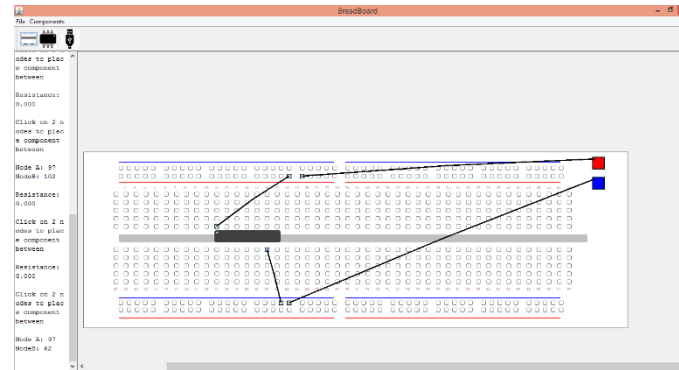 BreadBoard
File Components
odes to plac
e component
between
Resistance:
0.000
Click on 2 n
odes to plac
e component
between
Node A: 97
NodeB: 102
Resistance:
0.000
Click on 2 n
odes to plac
e component
between
Resistance:
0.000
Click on 2 n
odes to plac
e component
between
Node A: 97
NodeB: 62